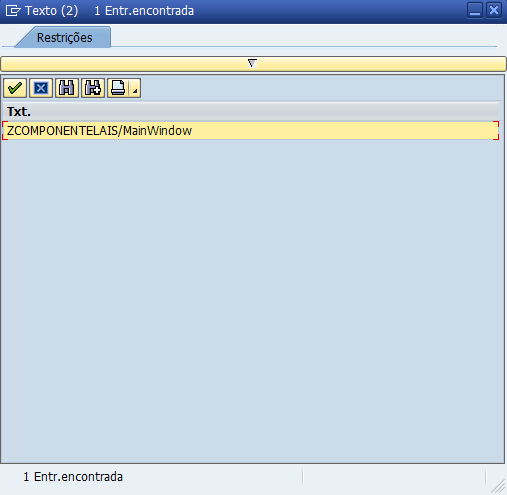 Texto (2) 1 Entr.encontrada
Restrições
Txt.
ZCOMPONENTELAIS/MainWindow
1 Entr.encontrada